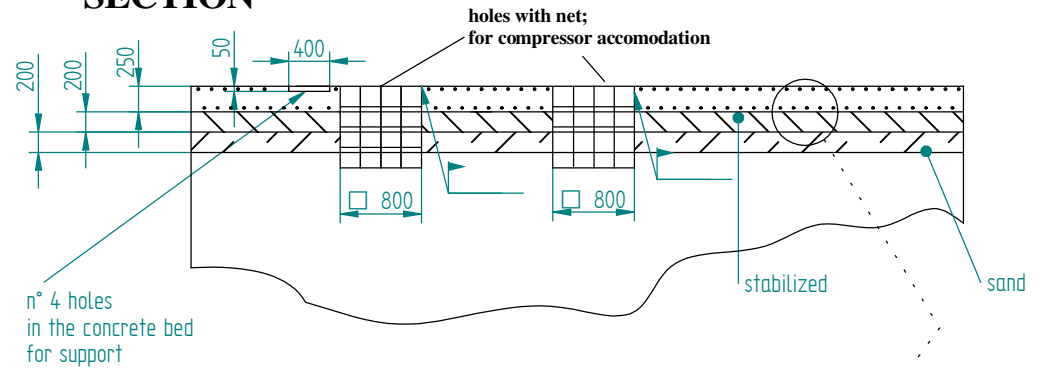 SECTION
holes with net;
for compressor accomodation
200
200
250
50
400
□ 800
□ 800
stabilized
sand
n° 4 holes
in the concrete bed
for support